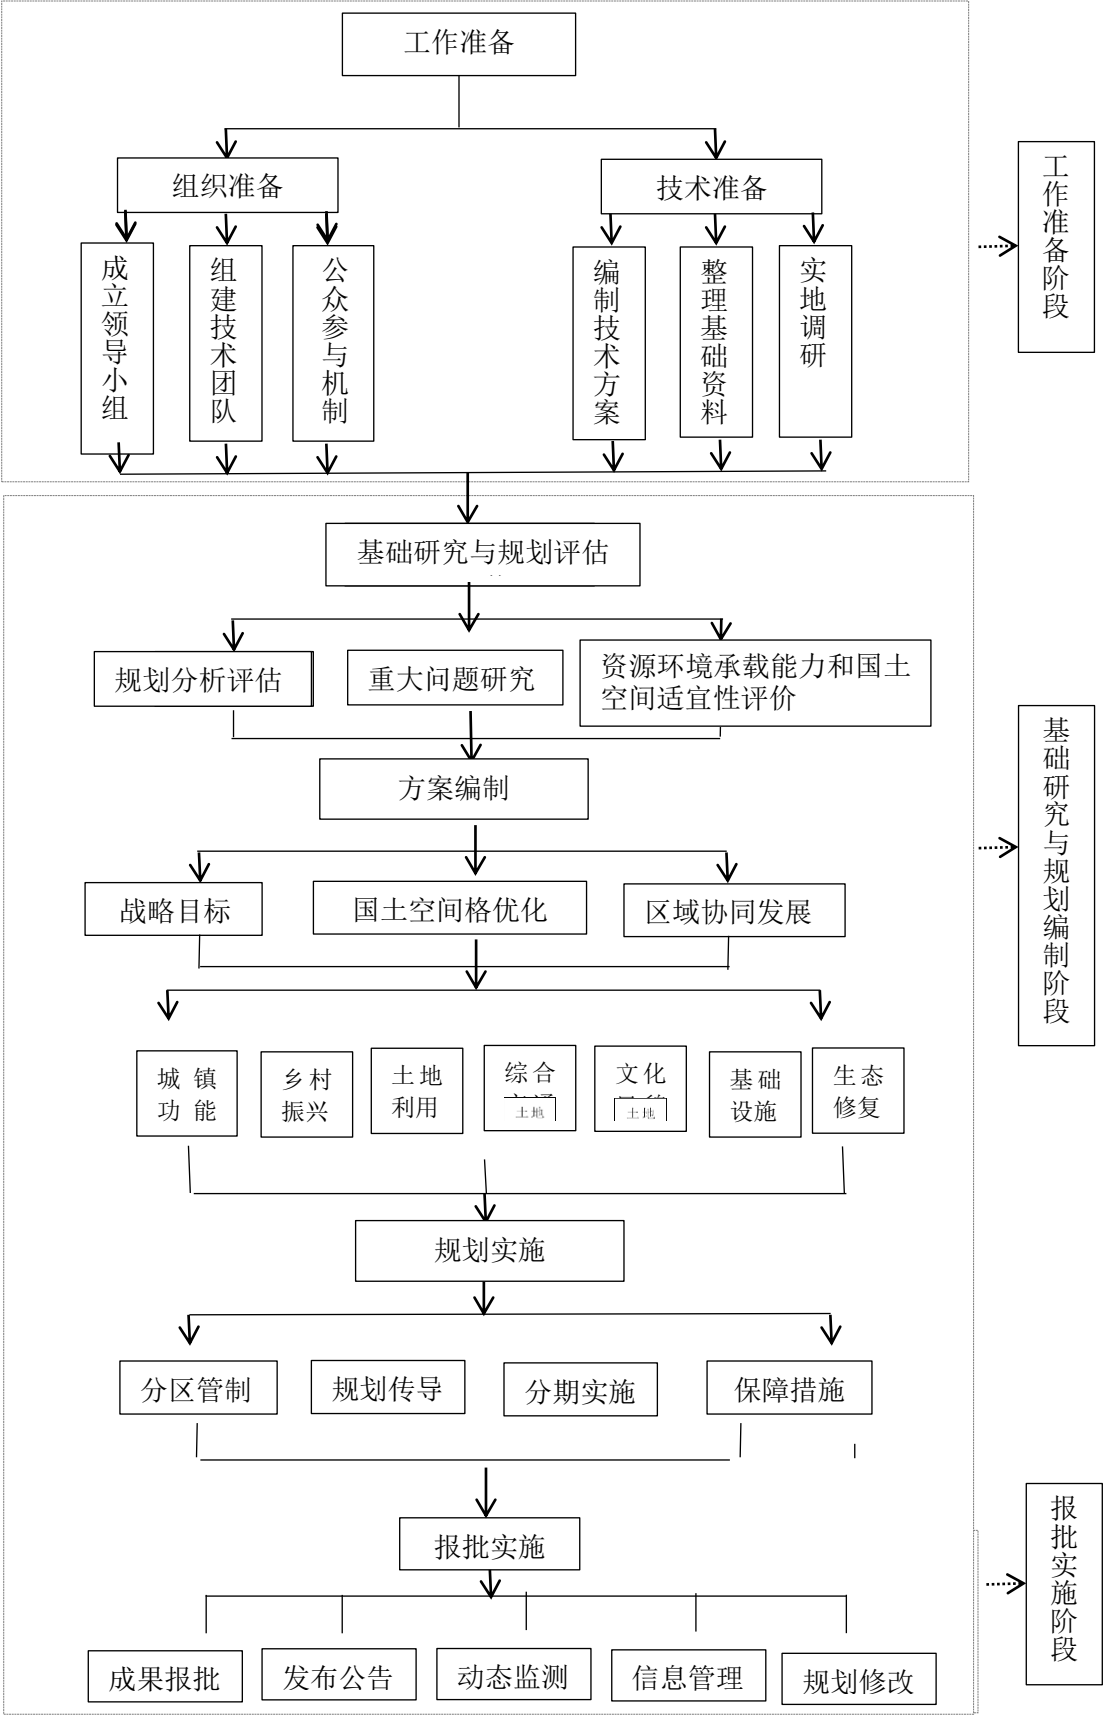 工作准备
组织准备
技术准备
成立领导小组
组建技术团队
公众参与机制
编制技术方案
整理基础资料
实地调研
工作准备阶段
基础研究与规划评估
规划分析评估
重大问题研究
资源环境承载能力和国土
空间适宜性评价
方案编制
战略目标
国土空间格优化
区域协同发展
基础研究与规划编制阶段
城镇
功能
乡村
振兴
土地
利用
综合
土地
文化
土地
基础
设施
生态
修复
规划实施
分区管制
规划传导
分期实施
保障措施
报批实施
成果报批
发布公告
动态监测
信息管理
规划修改
报批实施阶段